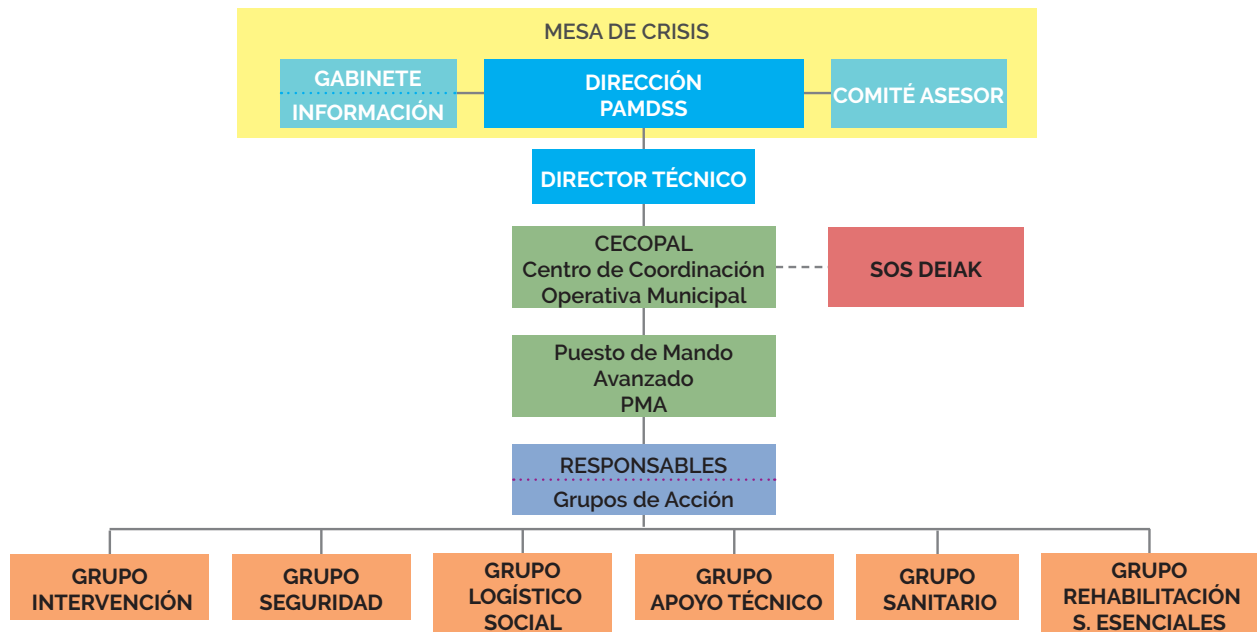 MESA DE CRISIS
GABINETE
INFORMACIÓN
DIRECCIÓN
PAMDSS
COMITÉ ASESOR
DIRECTOR TÉCNICO
CECOPAL
Centro de Coordinación
Operativa Municipal
SOS DEIAK
Puesto de Mando
Avanzado
PMA
RESPONSABLES
Grupos de Acción
GRUPO
INTERVENCIÓN
GRUPO
SEGURIDAD
GRUPO
LOGÍSTICO
SOCIAL
GRUPO
APOYO TÉCNICO
GRUPO
SANITARIO
GRUPO
REHABILITACIÓN
S. ESENCIALES